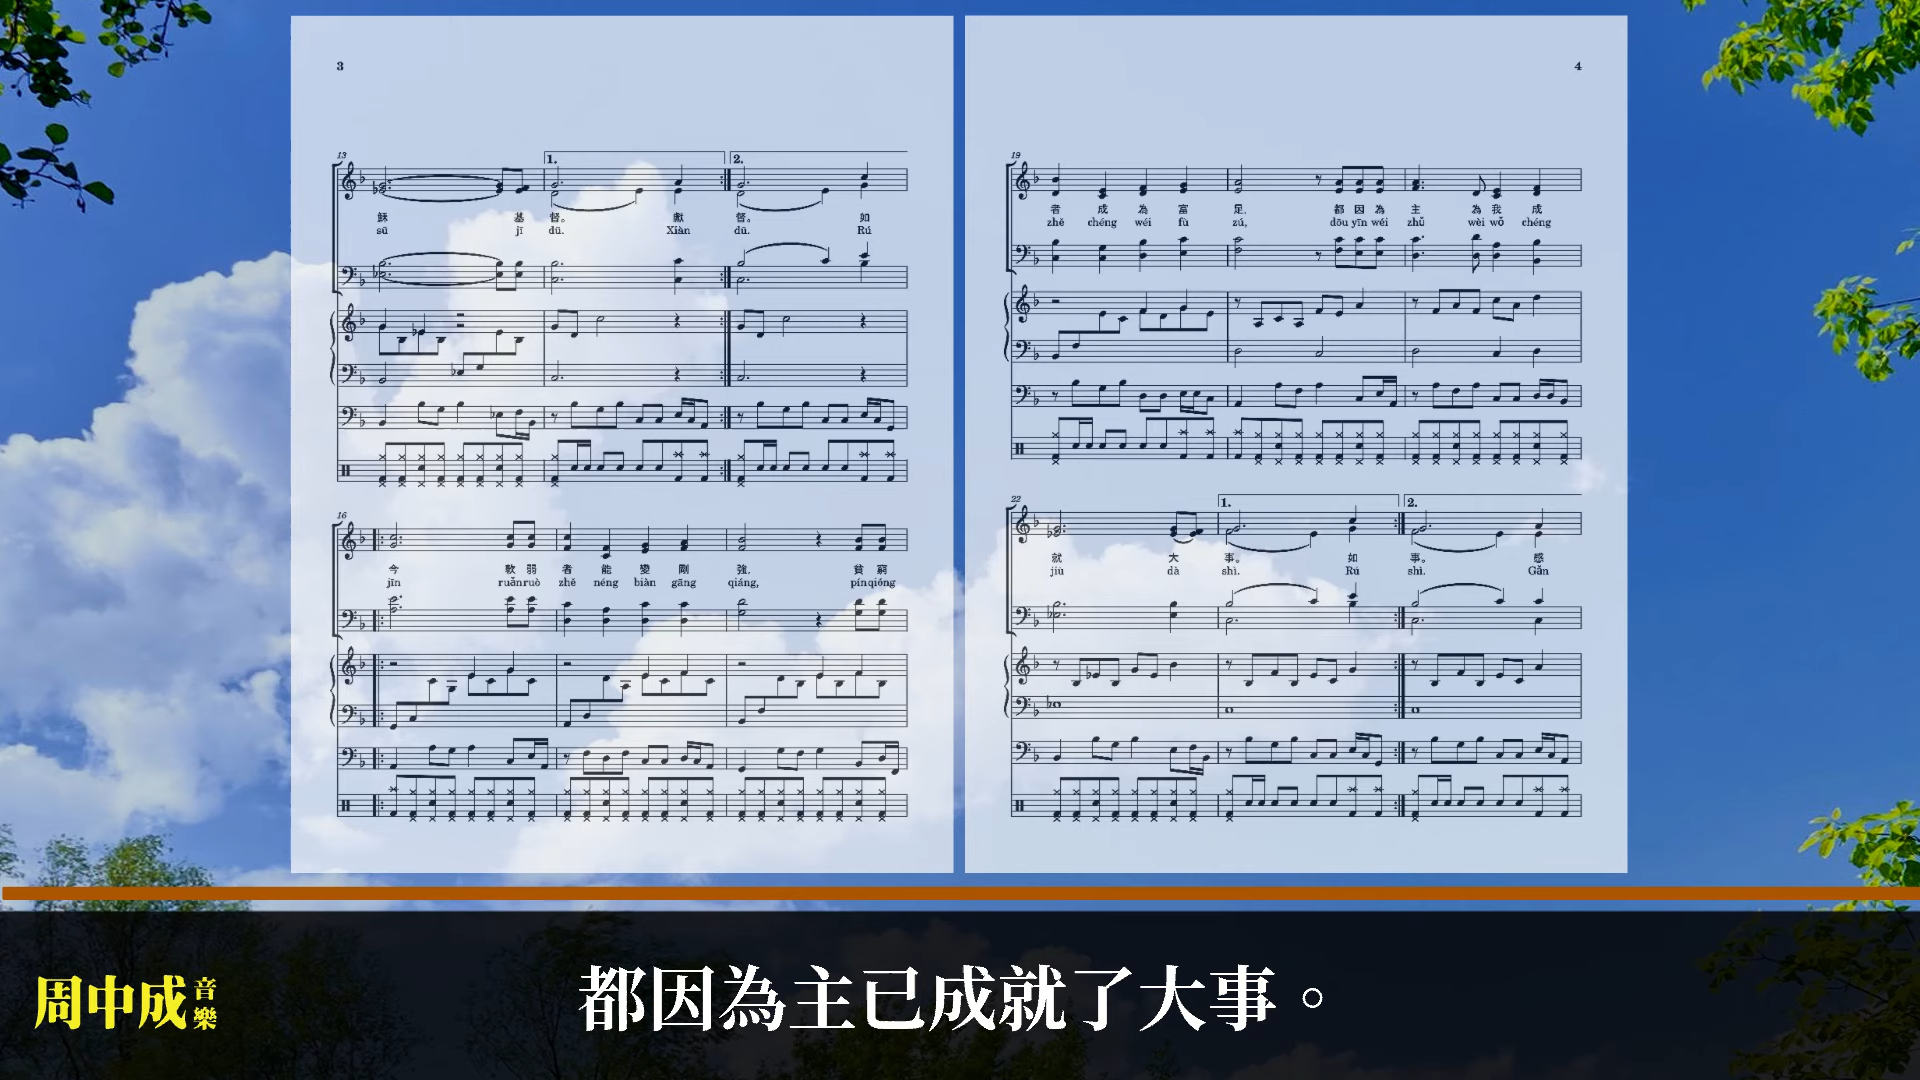 3
13
1.
2.
穌 基 督。 獻 督。 如
sū jī dū. Xiàn dū. Rú
16
今 軟 弱 者 能 變 剛 強, 貧 窮
jīn ruǎn ruò zhě néng biàn gāng qiáng, pín qióng
4
19
者 成 為 富 足, 都 因 為 主 為 我 成
zhě chéng wéi fù zú, dōu yīn wéi zhǔ wèi wǒ chéng
22
1.
2.
就 大 事。 如 事。 感
jiù dà shì. Rú shì. Gǎn
都因為主已成就了大事。
周中成音樂